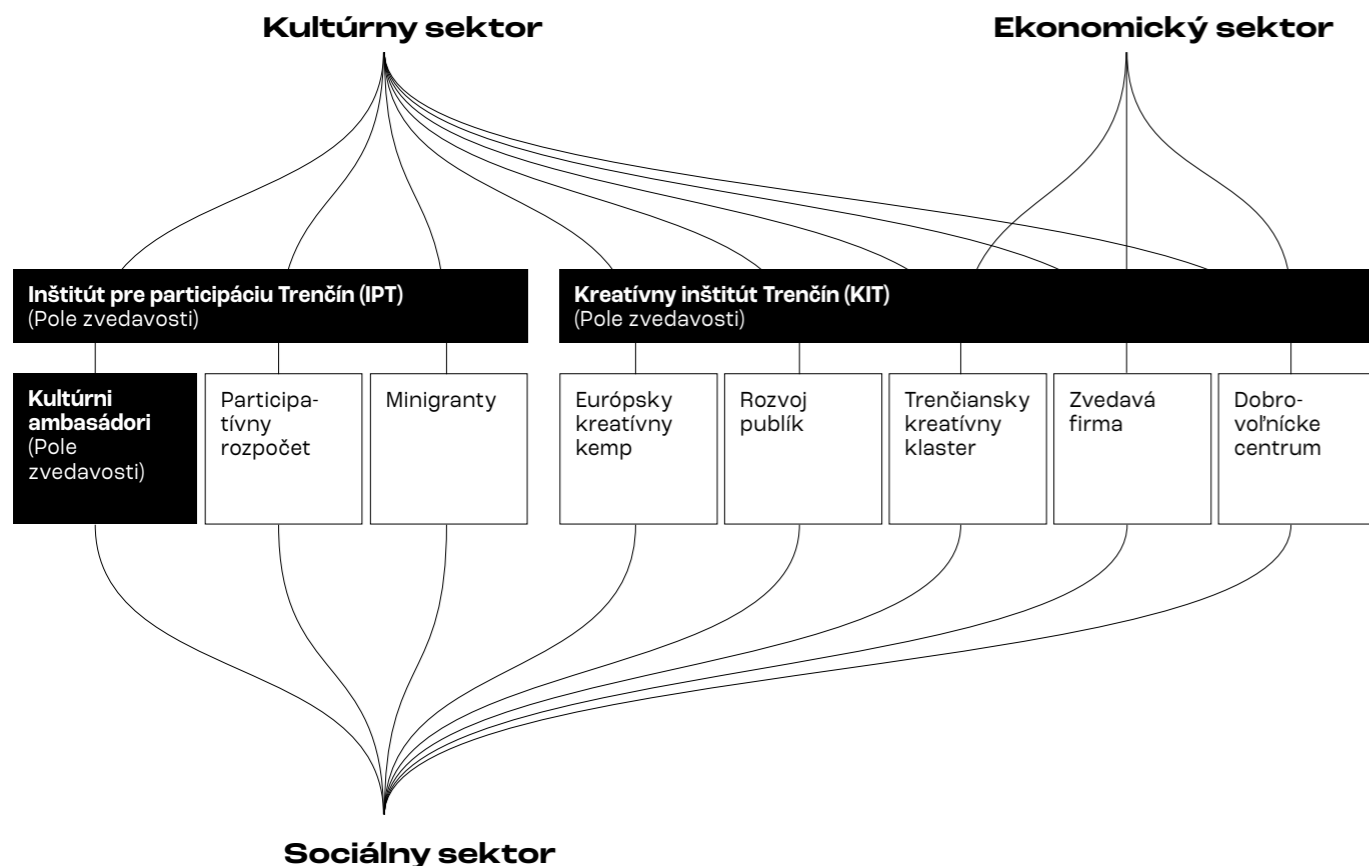 Kultúrny sektor
Ekonomický sektor
Inštitút pre participáciu Trenčín (IPT)
(Pole zvedavosti)
Kreatívny inštitút Trenčín (KIT)
(Pole zvedavosti)
Kultúrni
ambasádori
(Pole
zvedavosti)
Participa-
tívny
rozpočet
Minigranty
Európsky
kreatívny
kemp
Rozvoj
publík
Trenčiansky
kreatívny
klaster
Zvedavá
firma
Dobro-
voľnícke
centrum
Sociálny sektor